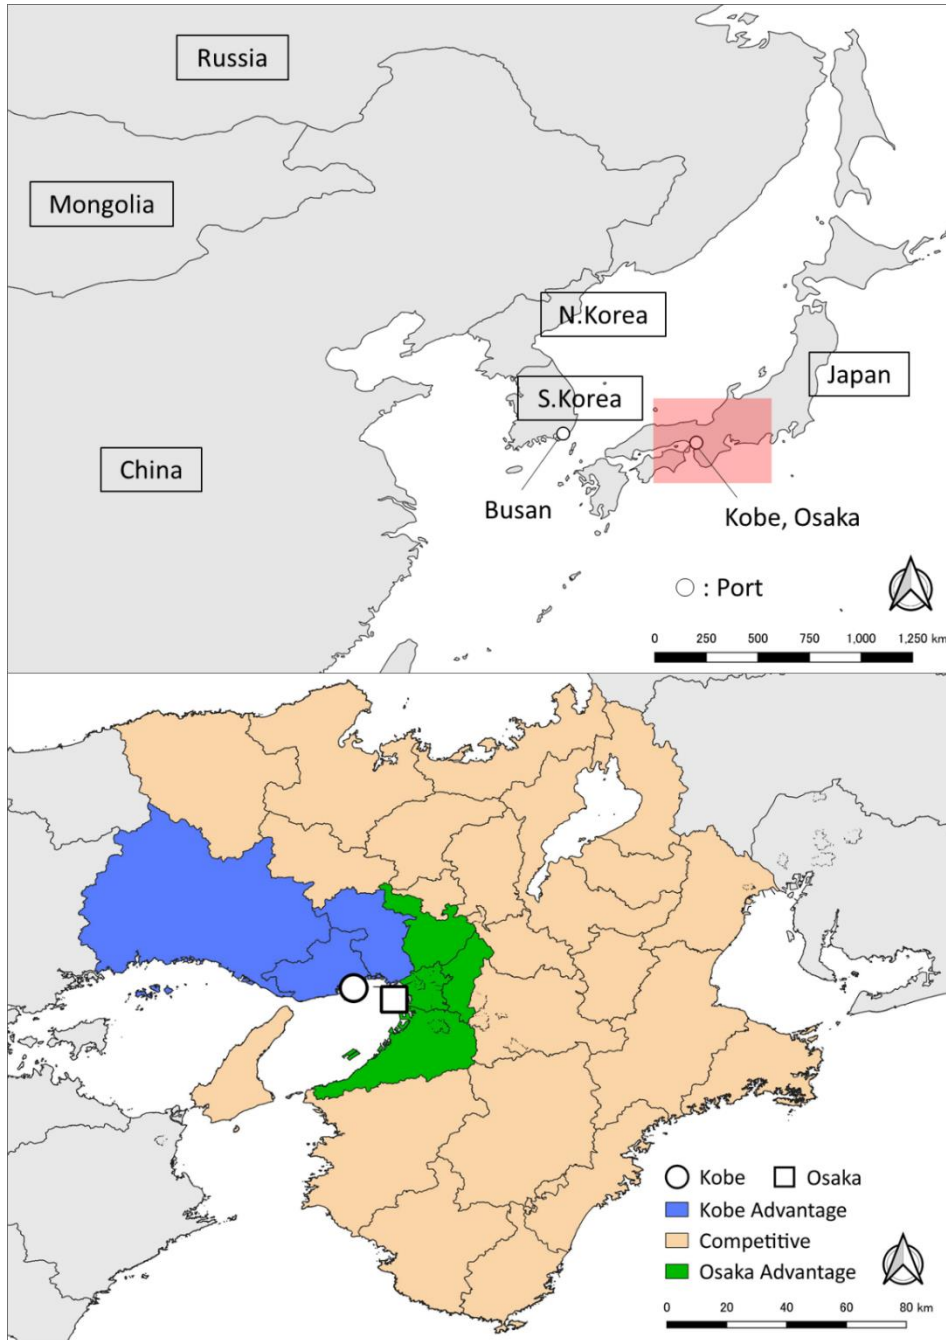 Russia
Mongolia
N.Korea
Japan
S.Korea
China
Busan
Kobe, Osaka
: Port
0 250 500 750 1,000 1,250 km
Kobe Osaka
Kobe Advantage
Competitive
Osaka Advantage
0 20 40 60 80 km